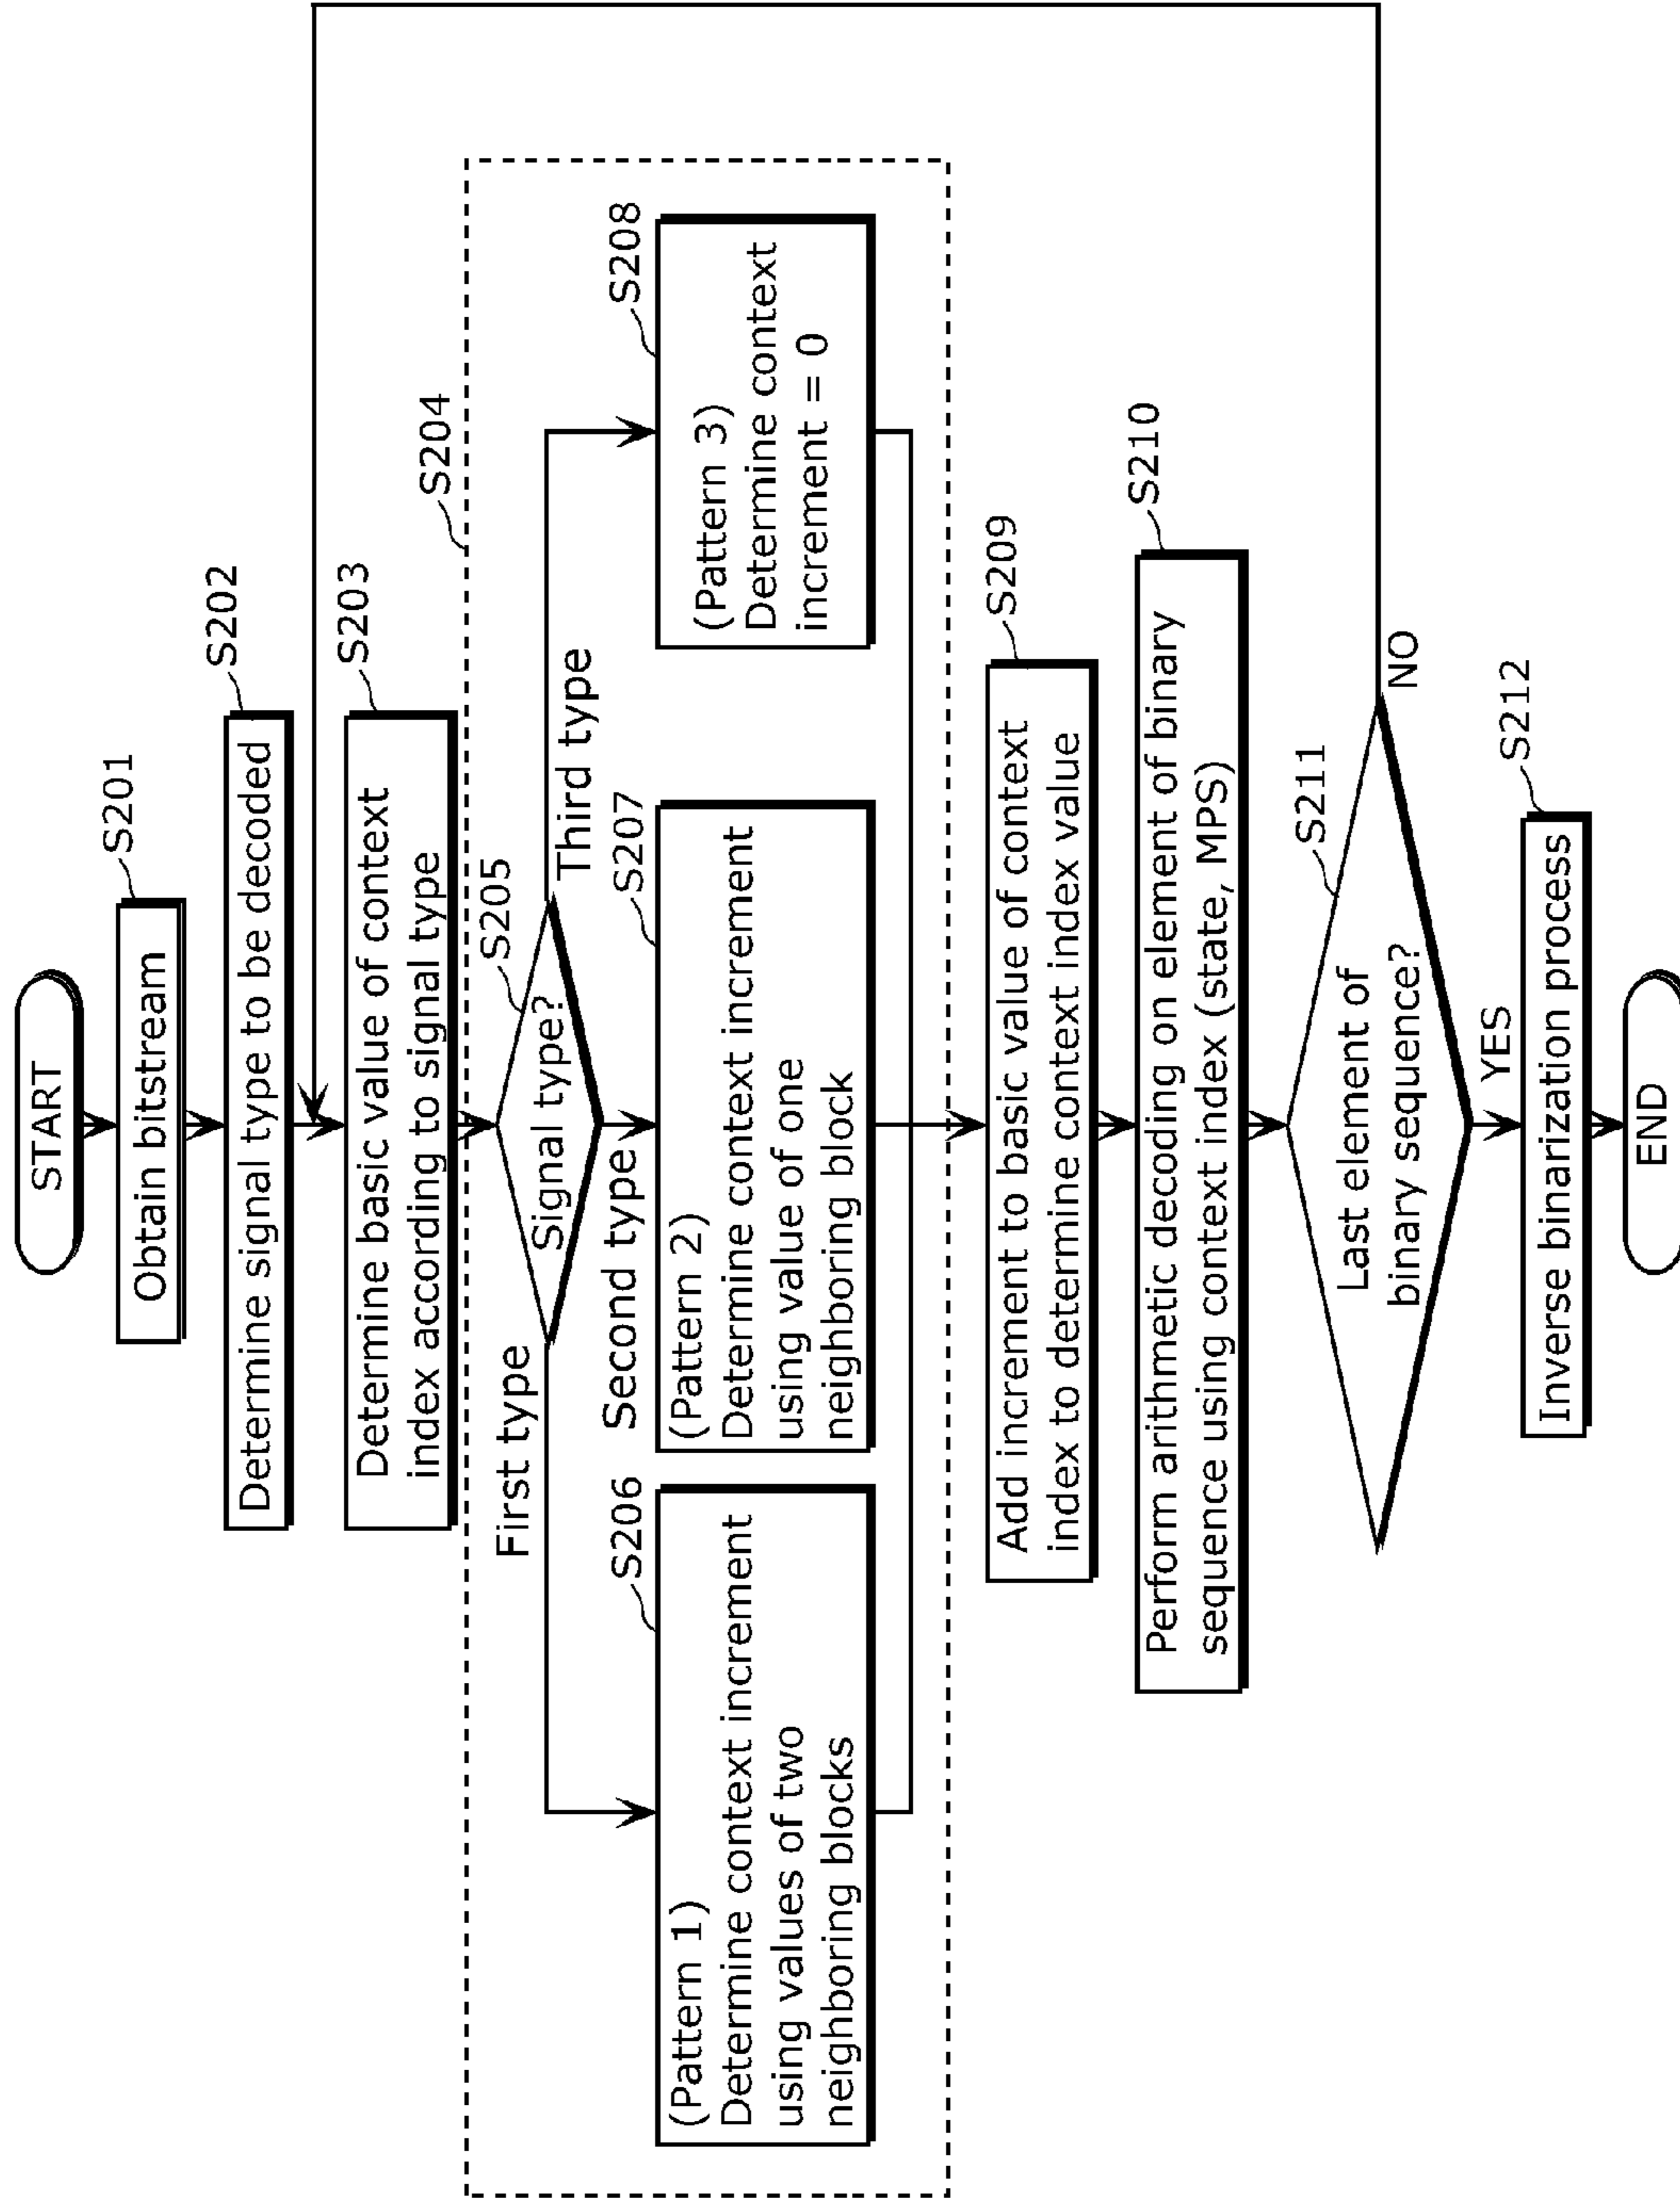 START
S201
Obtain bitstream
S202
Determine signal type to be decoded
S203
Determine basic value of context
index according to signal type
S204
S205
Signal type?
First type
Second type
Third type
S206
(Pattern 1)
Determine context increment
using values of two
neighboring blocks
S207
(Pattern 2)
Determine context increment
using value of one
neighboring block
S208
(Pattern 3)
Determine context
increment = 0
S209
Add increment to basic value of context
index to determine context index value
S210
Perform arithmetic decoding on element of binary
sequence using context index (state, MPS)
S211
Last element of
binary sequence?
NO
YES
S212
Inverse binarization process
END